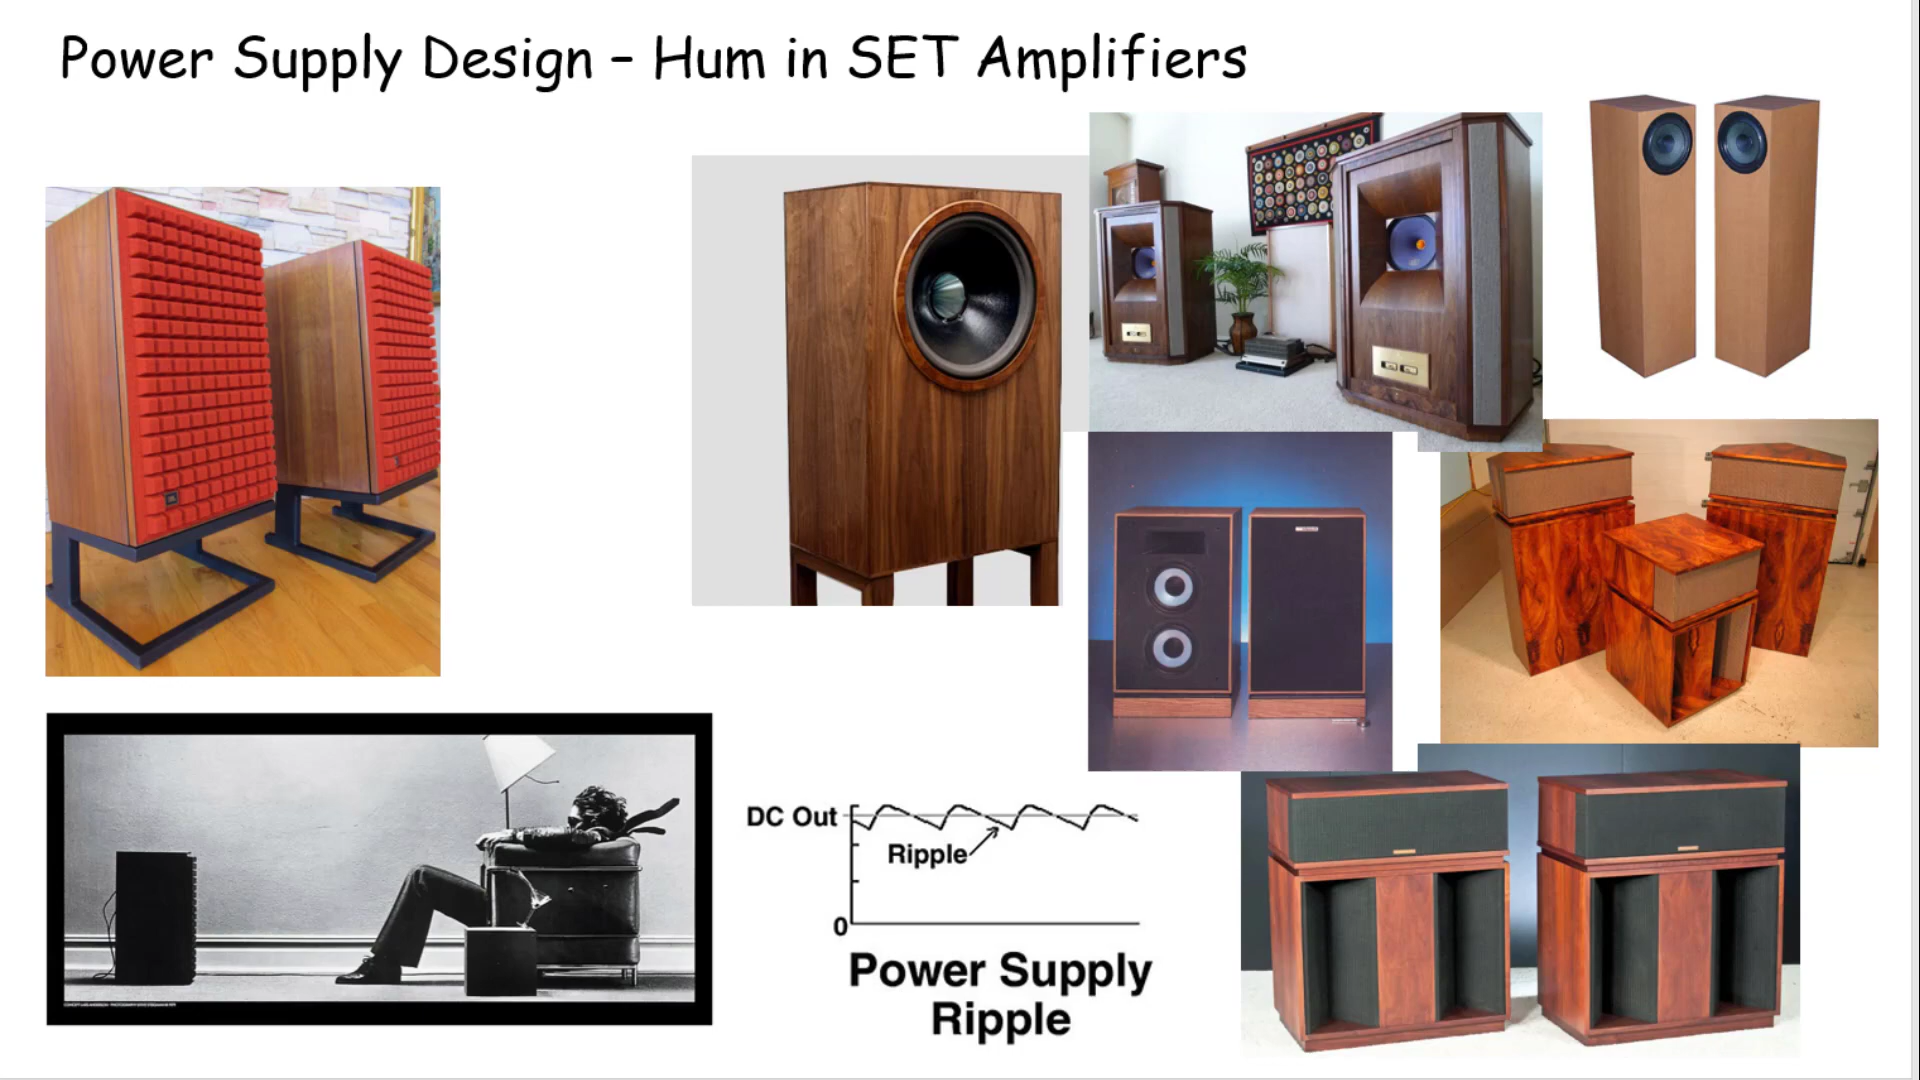 Power Supply Design – Hum in SET Amplifiers
DC Out
Ripple
0
Power Supply
Ripple